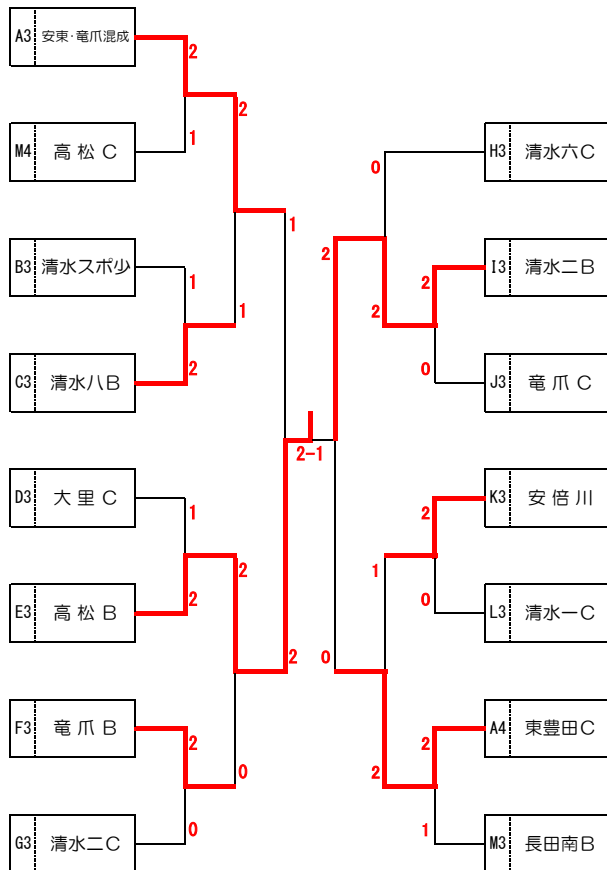 A3 安東・竜爪混成
2
2
M4 高松 C
1
1
B3 清水スポ少
1
1
C3 清水八B
2
D3 大里 C
1
2
E3 高松 B
2
2
F3 竜爪 B
2
0
G3 清水二C
0
2-1
H3 清水六C
0
2
I3 清水二B
2
2
J3 竜爪 C
0
K3 安倍川
2
1
L3 清水一C
0
0
A4 東豊田C
2
2
M3 長田南B
1